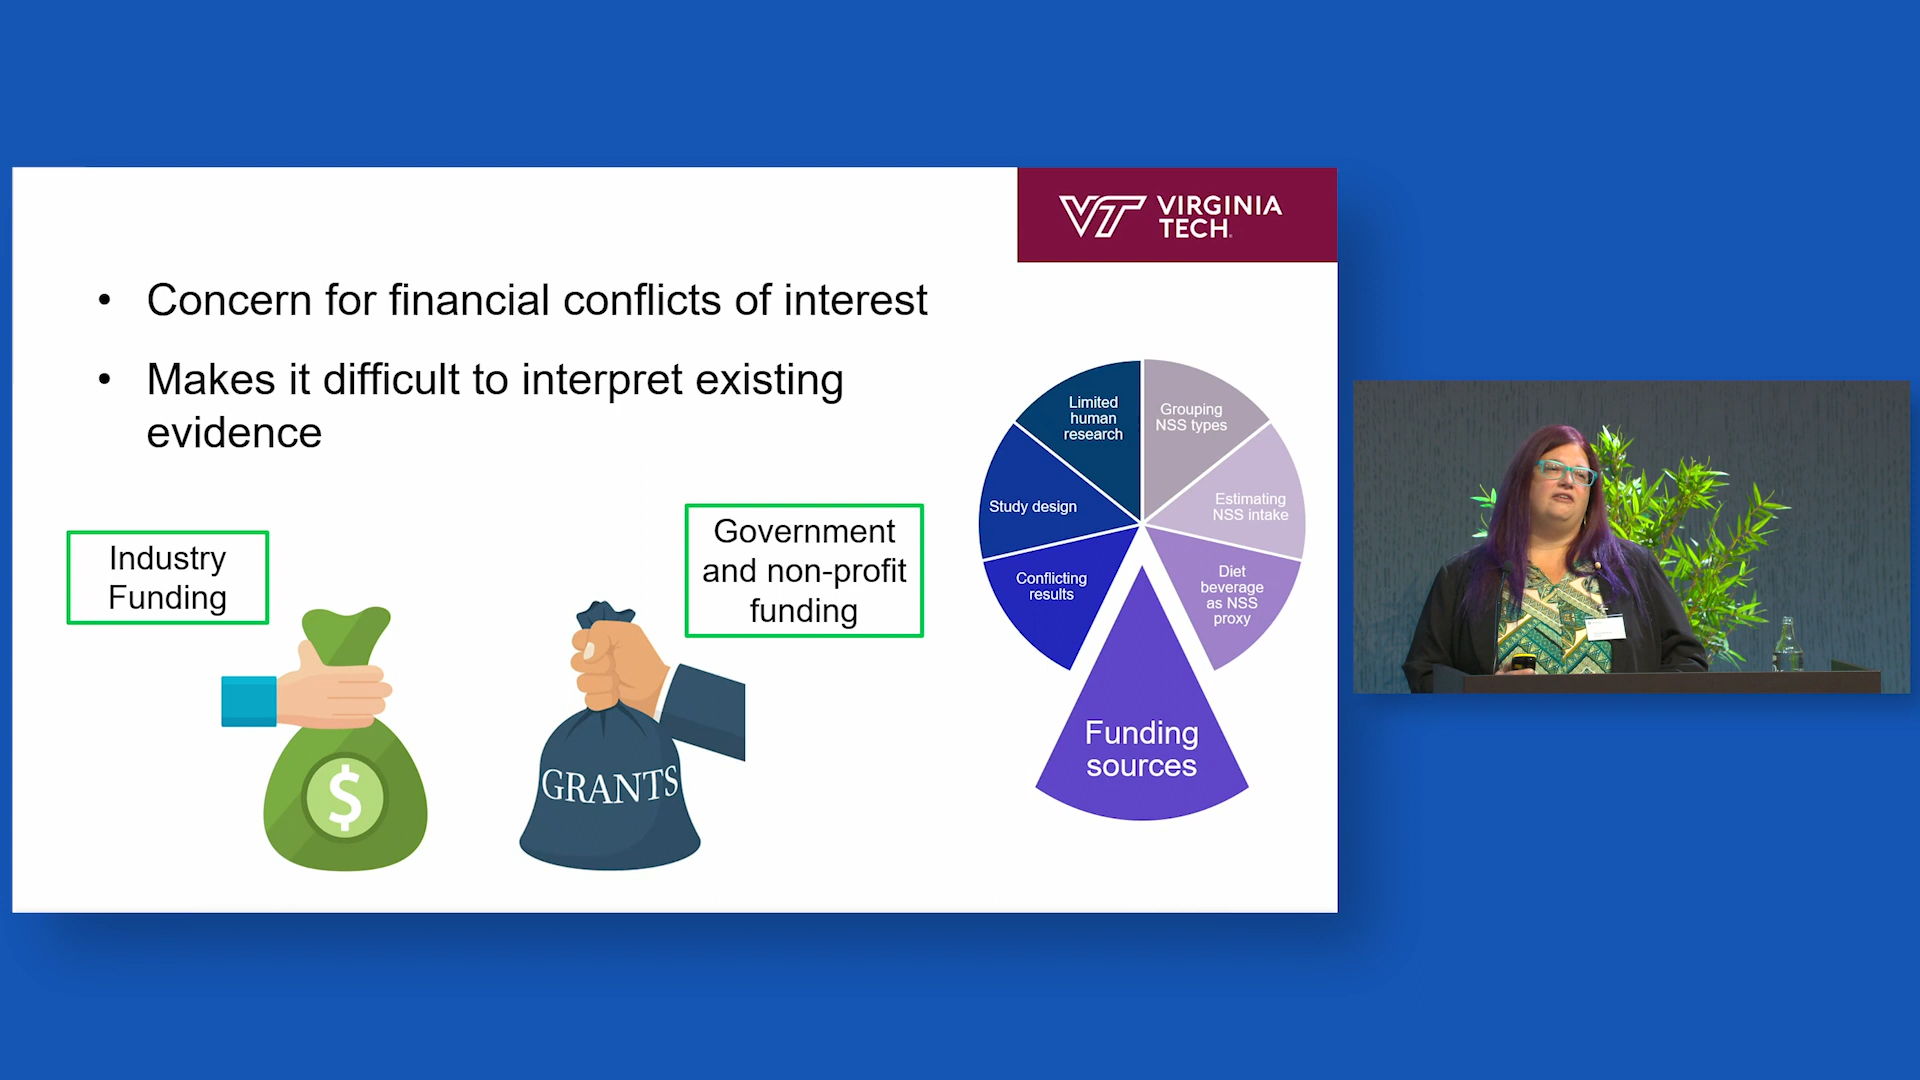 VT VIRGINIA
TECH
• Concern for financial conflicts of interest
• Makes it difficult to interpret existing
evidence
Industry
Funding
Government
and non-profit
funding
$
GRANTS
Limited
human
research
Grouping
NSS types
Study design
Estimating
NSS intake
Conflicting
results
Diet
beverage
as NSS
proxy
Funding
sources